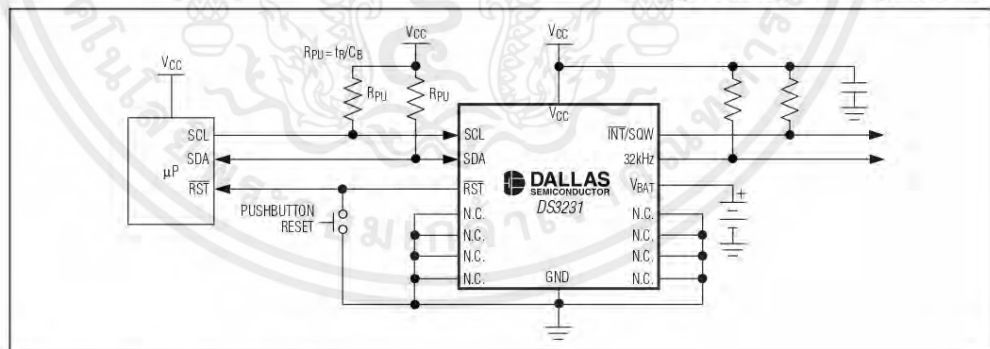 RPU = tR/CB
VCC
VCC
VCC
RPU
RPU
VCC
SCL
SCL
INT/SQW
SDA
SDA
32kHz
μP
DALLAS
SEMICONDUCTOR
DS3231
RST
RST
VBAT
+
PUSHBUTTON
RESET
N.C.
N.C.
N.C.
N.C.
N.C.
N.C.
N.C.
N.C.
GND